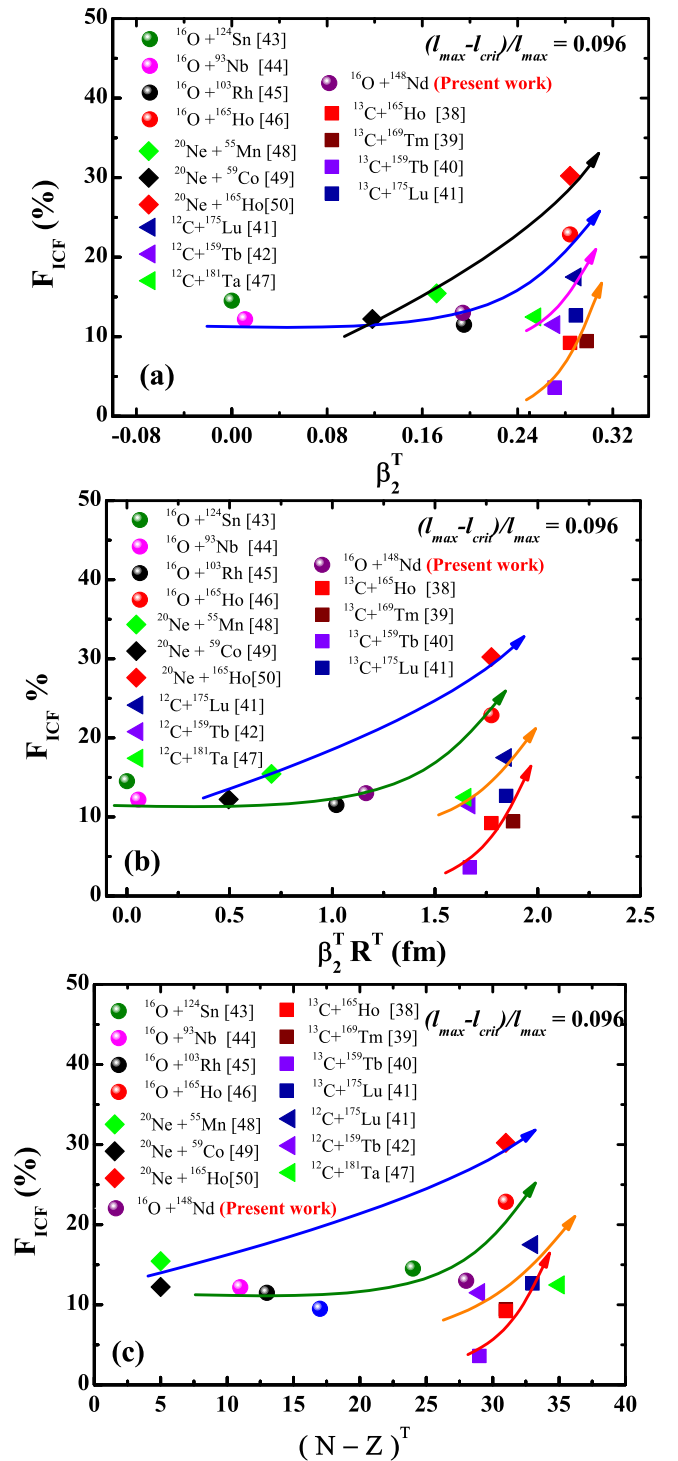 (l_max-l_crit)/l_max = 0.096
16O + 124Sn [43]
16O + 93Nb [44]
16O + 103Rh [45]
16O + 165Ho [46]
20Ne + 55Mn [48]
20Ne + 59Co [49]
20Ne + 165Ho[50]
12C+175Lu [41]
12C+159Tb [42]
12C+181Ta [47]
16O +148Nd (Present work)
13C+165Ho [38]
13C+169Tm [39]
13C+159Tb [40]
13C+175Lu [41]
F_ICF (%)
50
40
30
20
10
0
(a)
-0.08 0.00 0.08 0.16 0.24 0.32
β_2^T
(l_max-l_crit)/l_max = 0.096
16O + 124Sn [43]
16O + 93Nb [44]
16O + 103Rh [45]
16O + 165Ho [46]
20Ne + 55Mn [48]
20Ne + 59Co [49]
20Ne + 165Ho[50]
12C+175Lu [41]
12C+159Tb [42]
12C+181Ta [47]
16O +148Nd (Present work)
13C+165Ho [38]
13C+169Tm [39]
13C+159Tb [40]
13C+175Lu [41]
F_ICF %
50
40
30
20
10
0
(b)
0.0 0.5 1.0 1.5 2.0 2.5
β_2^T R^T (fm)
(l_max-l_crit)/l_max = 0.096
16O + 124Sn [43]
16O + 93Nb [44]
16O + 103Rh [45]
16O + 165Ho [46]
20Ne + 55Mn [48]
20Ne + 59Co [49]
20Ne + 165Ho[50]
16O +148Nd (Present work)
13C+165Ho [38]
13C+169Tm [39]
13C+159Tb [40]
13C+175Lu [41]
12C+175Lu [41]
12C+159Tb [42]
12C+181Ta [47]
F_ICF (%)
50
40
30
20
10
0
(c)
0 5 10 15 20 25 30 35 40
( N – Z )^T